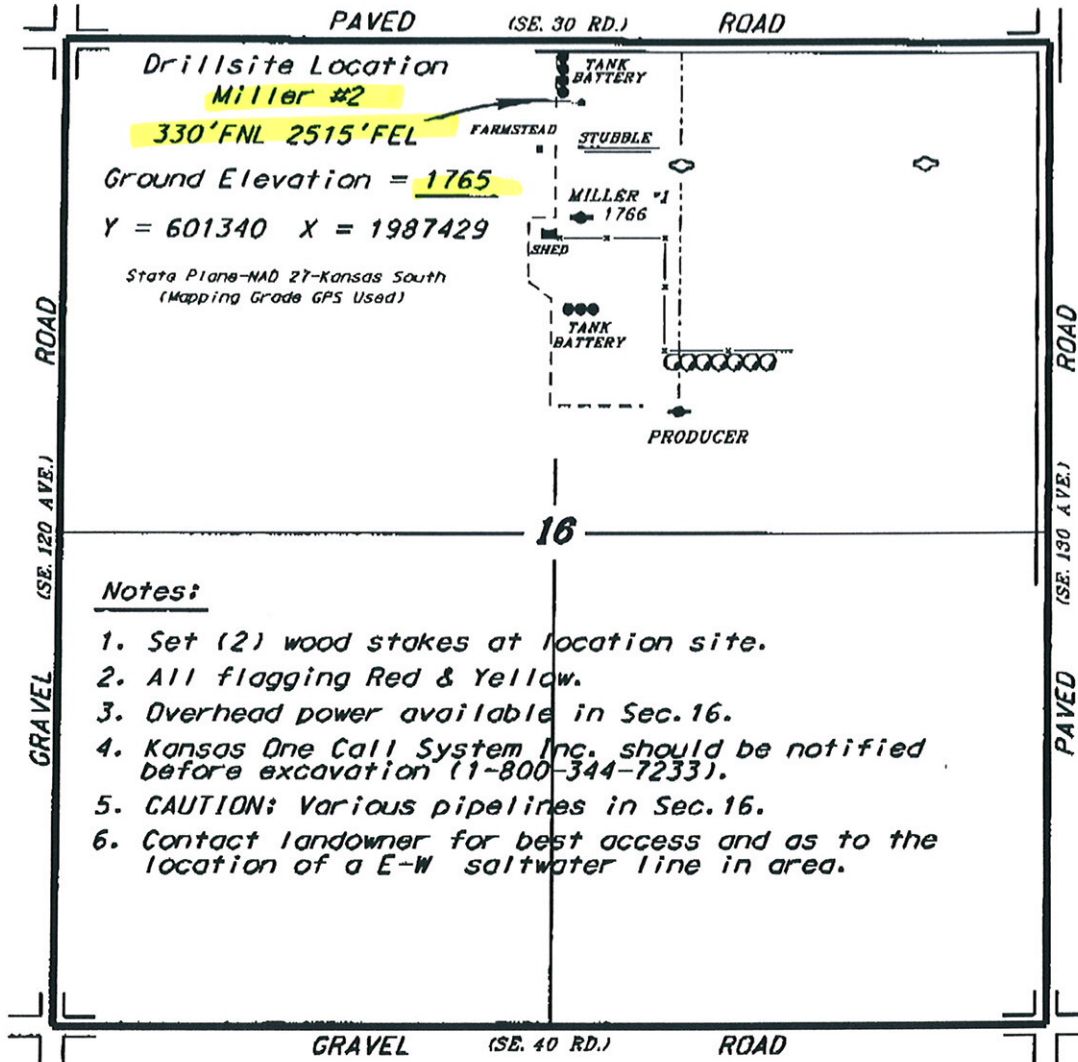 PAVED (SE. 30 RD.) ROAD
Drillsite Location
Miller #2
330'FNL 2515'FEL
Ground Elevation = 1765
Y = 601340 X = 1987429
State Plane-NAD 27-Kansas South
(Mapping Grade GPS Used)
TANK
BATTERY
FARMSTEAD
STUBBLE
MILLER #1
1766
SHED
TANK
BATTERY
PRODUCER
ROAD
(SE. 120 AVE.)
GRAVEL
ROAD
(SE. 130 AVE.)
PAVED
16
Notes:
1. Set (2) wood stakes at location site.
2. All flagging Red & Yellow.
3. Overhead power available in Sec.16.
4. Kansas One Call System Inc. should be notified
before excavation (1-800-344-7233).
5. CAUTION: Various pipelines in Sec.16.
6. Contact landowner for best access and as to the
location of a E-W saltwater line in area.
GRAVEL (SE. 40 RD.) ROAD